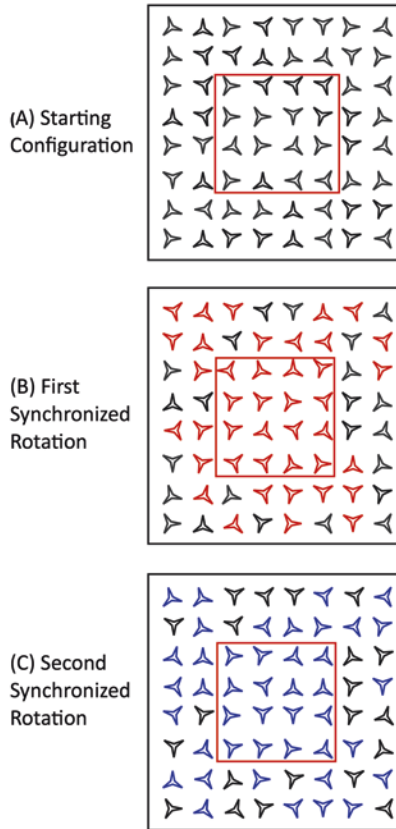 (A) Starting
Configuration
(B) First
Synchronized
Rotation
(C) Second
Synchronized
Rotation